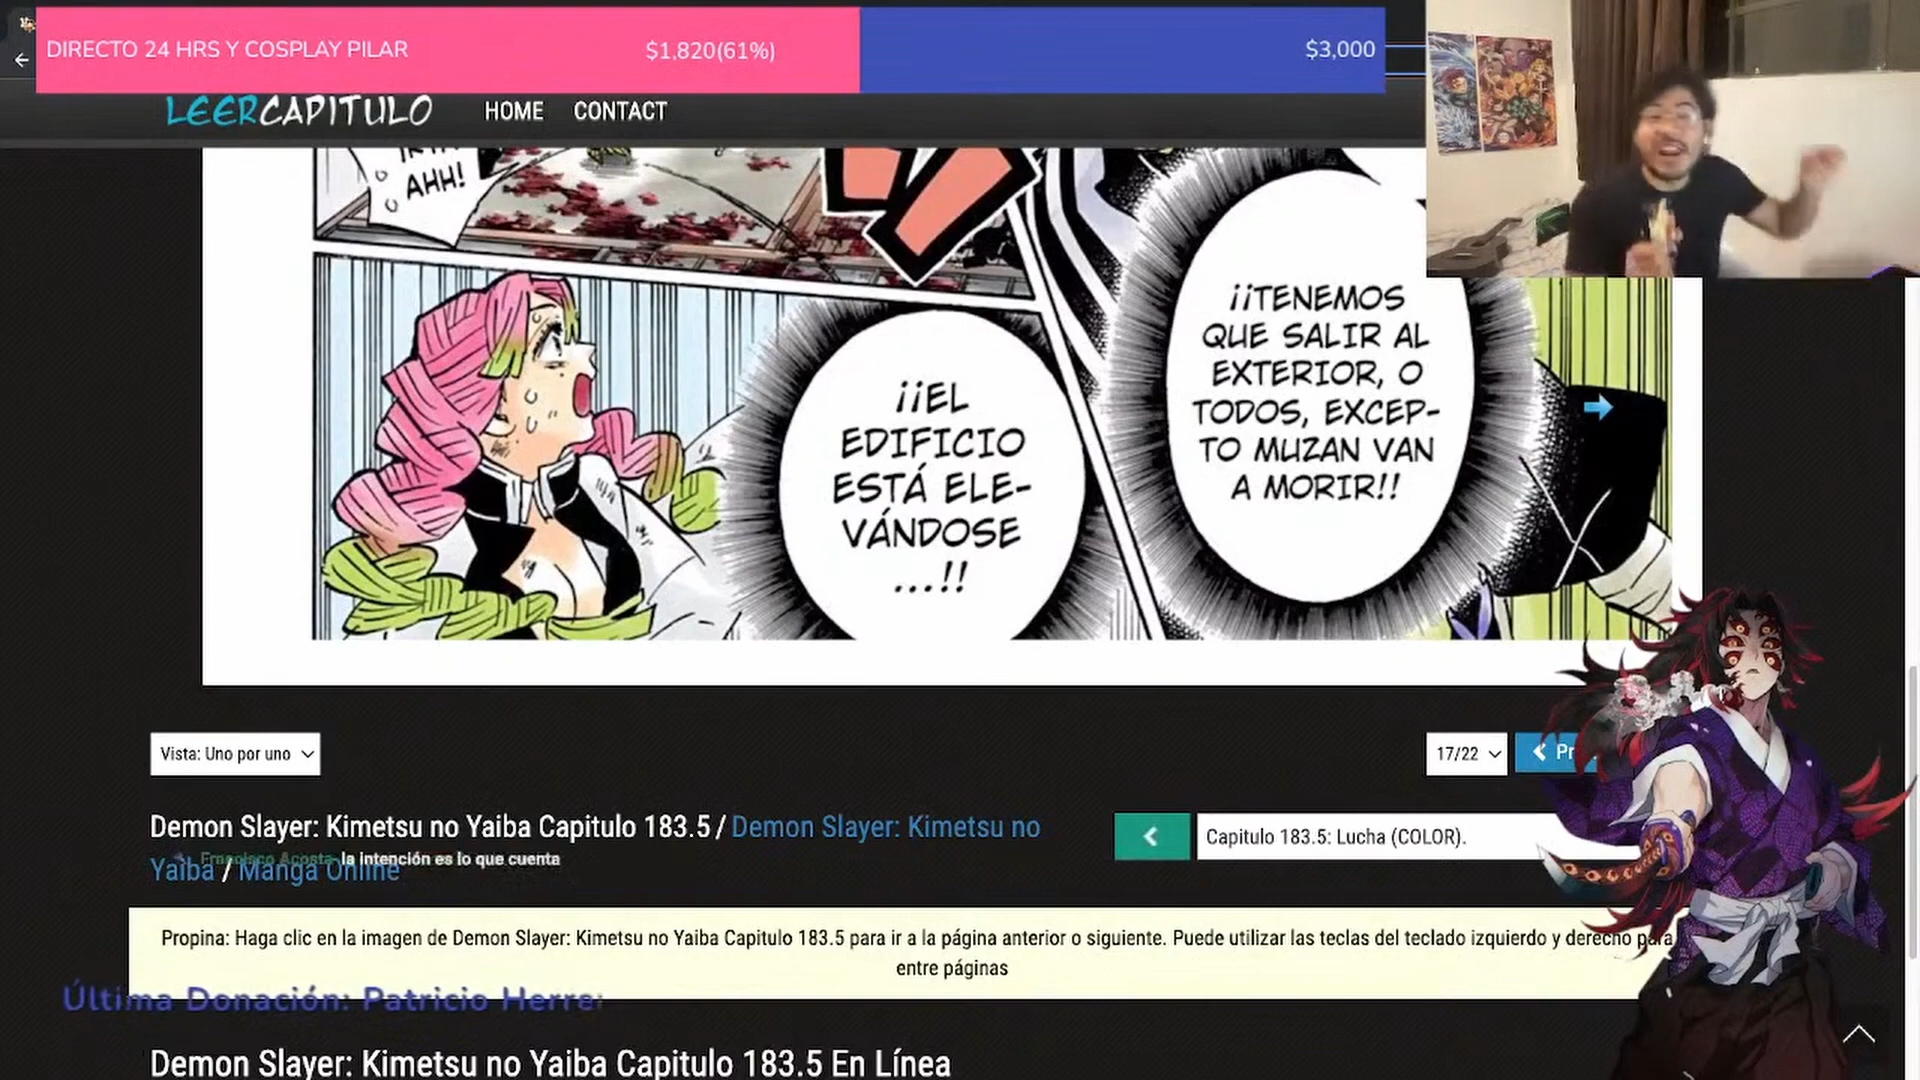 DIRECTO 24 HRS Y COSPLAY PILAR
$1,820(61%)
$3,000
LEERCAPITULO
HOME
CONTACT
AHH!
¡¡TENEMOS
QUE SALIR AL
EXTERIOR, O
TODOS, EXCEP-
TO MUZAN VAN
A MORIR!!
¡¡EL
EDIFICIO
ESTÁ ELE-
VÁNDOSE
...!!
Vista: Uno por uno
17/22
Demon Slayer: Kimetsu no Yaiba Capitulo 183.5 / Demon Slayer: Kimetsu no
Yaiba / Manga Online
Francisco Acosta la intención es lo que cuenta
Capitulo 183.5: Lucha (COLOR).
Propina: Haga clic en la imagen de Demon Slayer: Kimetsu no Yaiba Capitulo 183.5 para ir a la página anterior o siguiente. Puede utilizar las teclas del teclado izquierdo y derecho para
entre páginas
Última Donación: Patricio Herre
Demon Slayer: Kimetsu no Yaiba Capitulo 183.5 En Línea